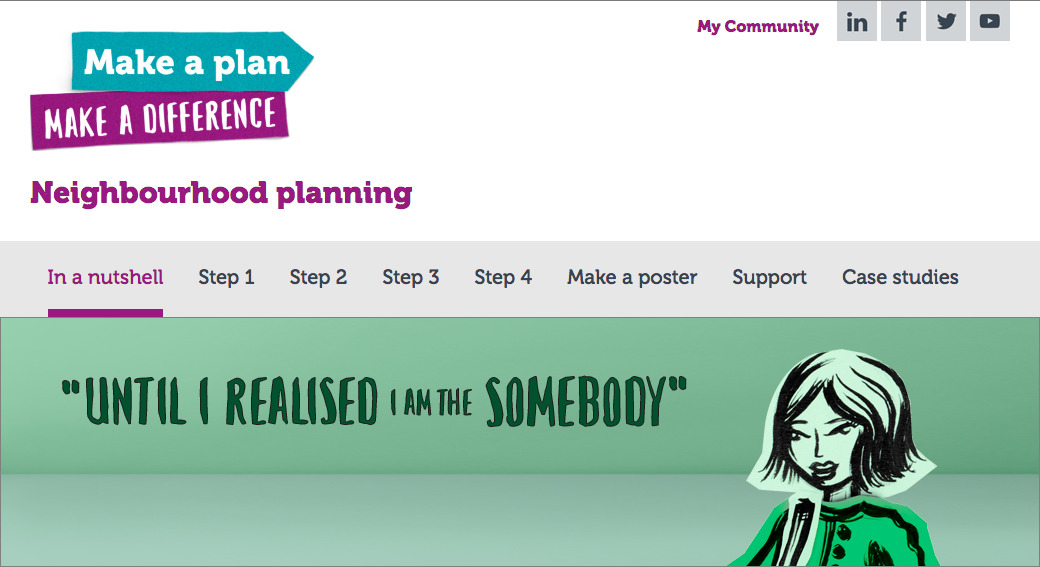 My Community
Make a plan
MAKE A DIFFERENCE
Neighbourhood planning
In a nutshell Step 1 Step 2 Step 3 Step 4 Make a poster Support Case studies
"UNTIL I REALISED I AM THE SOMEBODY"